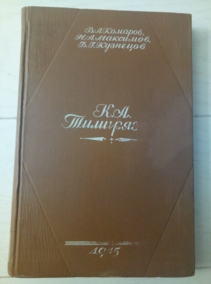 В.Л.Комаров,
Н.А.Максимов,
Б.Г.Кузнецов
К.А.
Тимирязев
1945